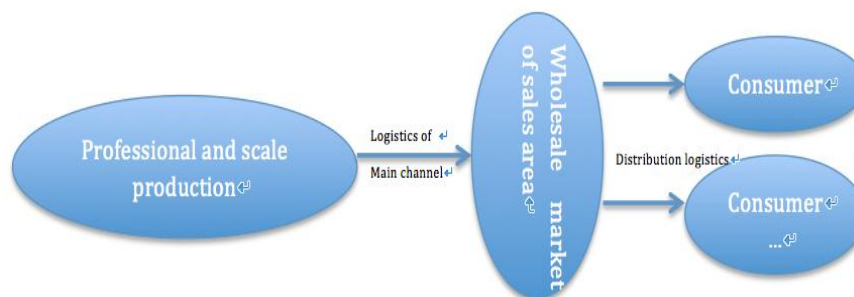 Professional and scale
production
Logistics of
Main channel
Wholesale market
of sales area
Consumer
Distribution logistics
Consumer
...